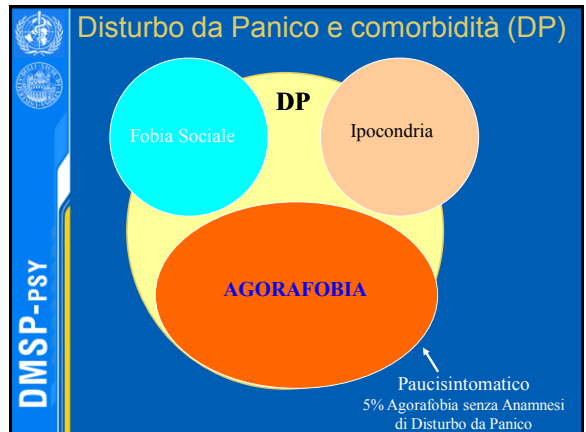 Disturbo da Panico e comorbidità (DP)
DP
Fobia Sociale
Ipocondria
AGORAFOBIA
Paucisintomatico
5% Agorafobia senza Anamnesi
di Disturbo da Panico
DMSP-PSY